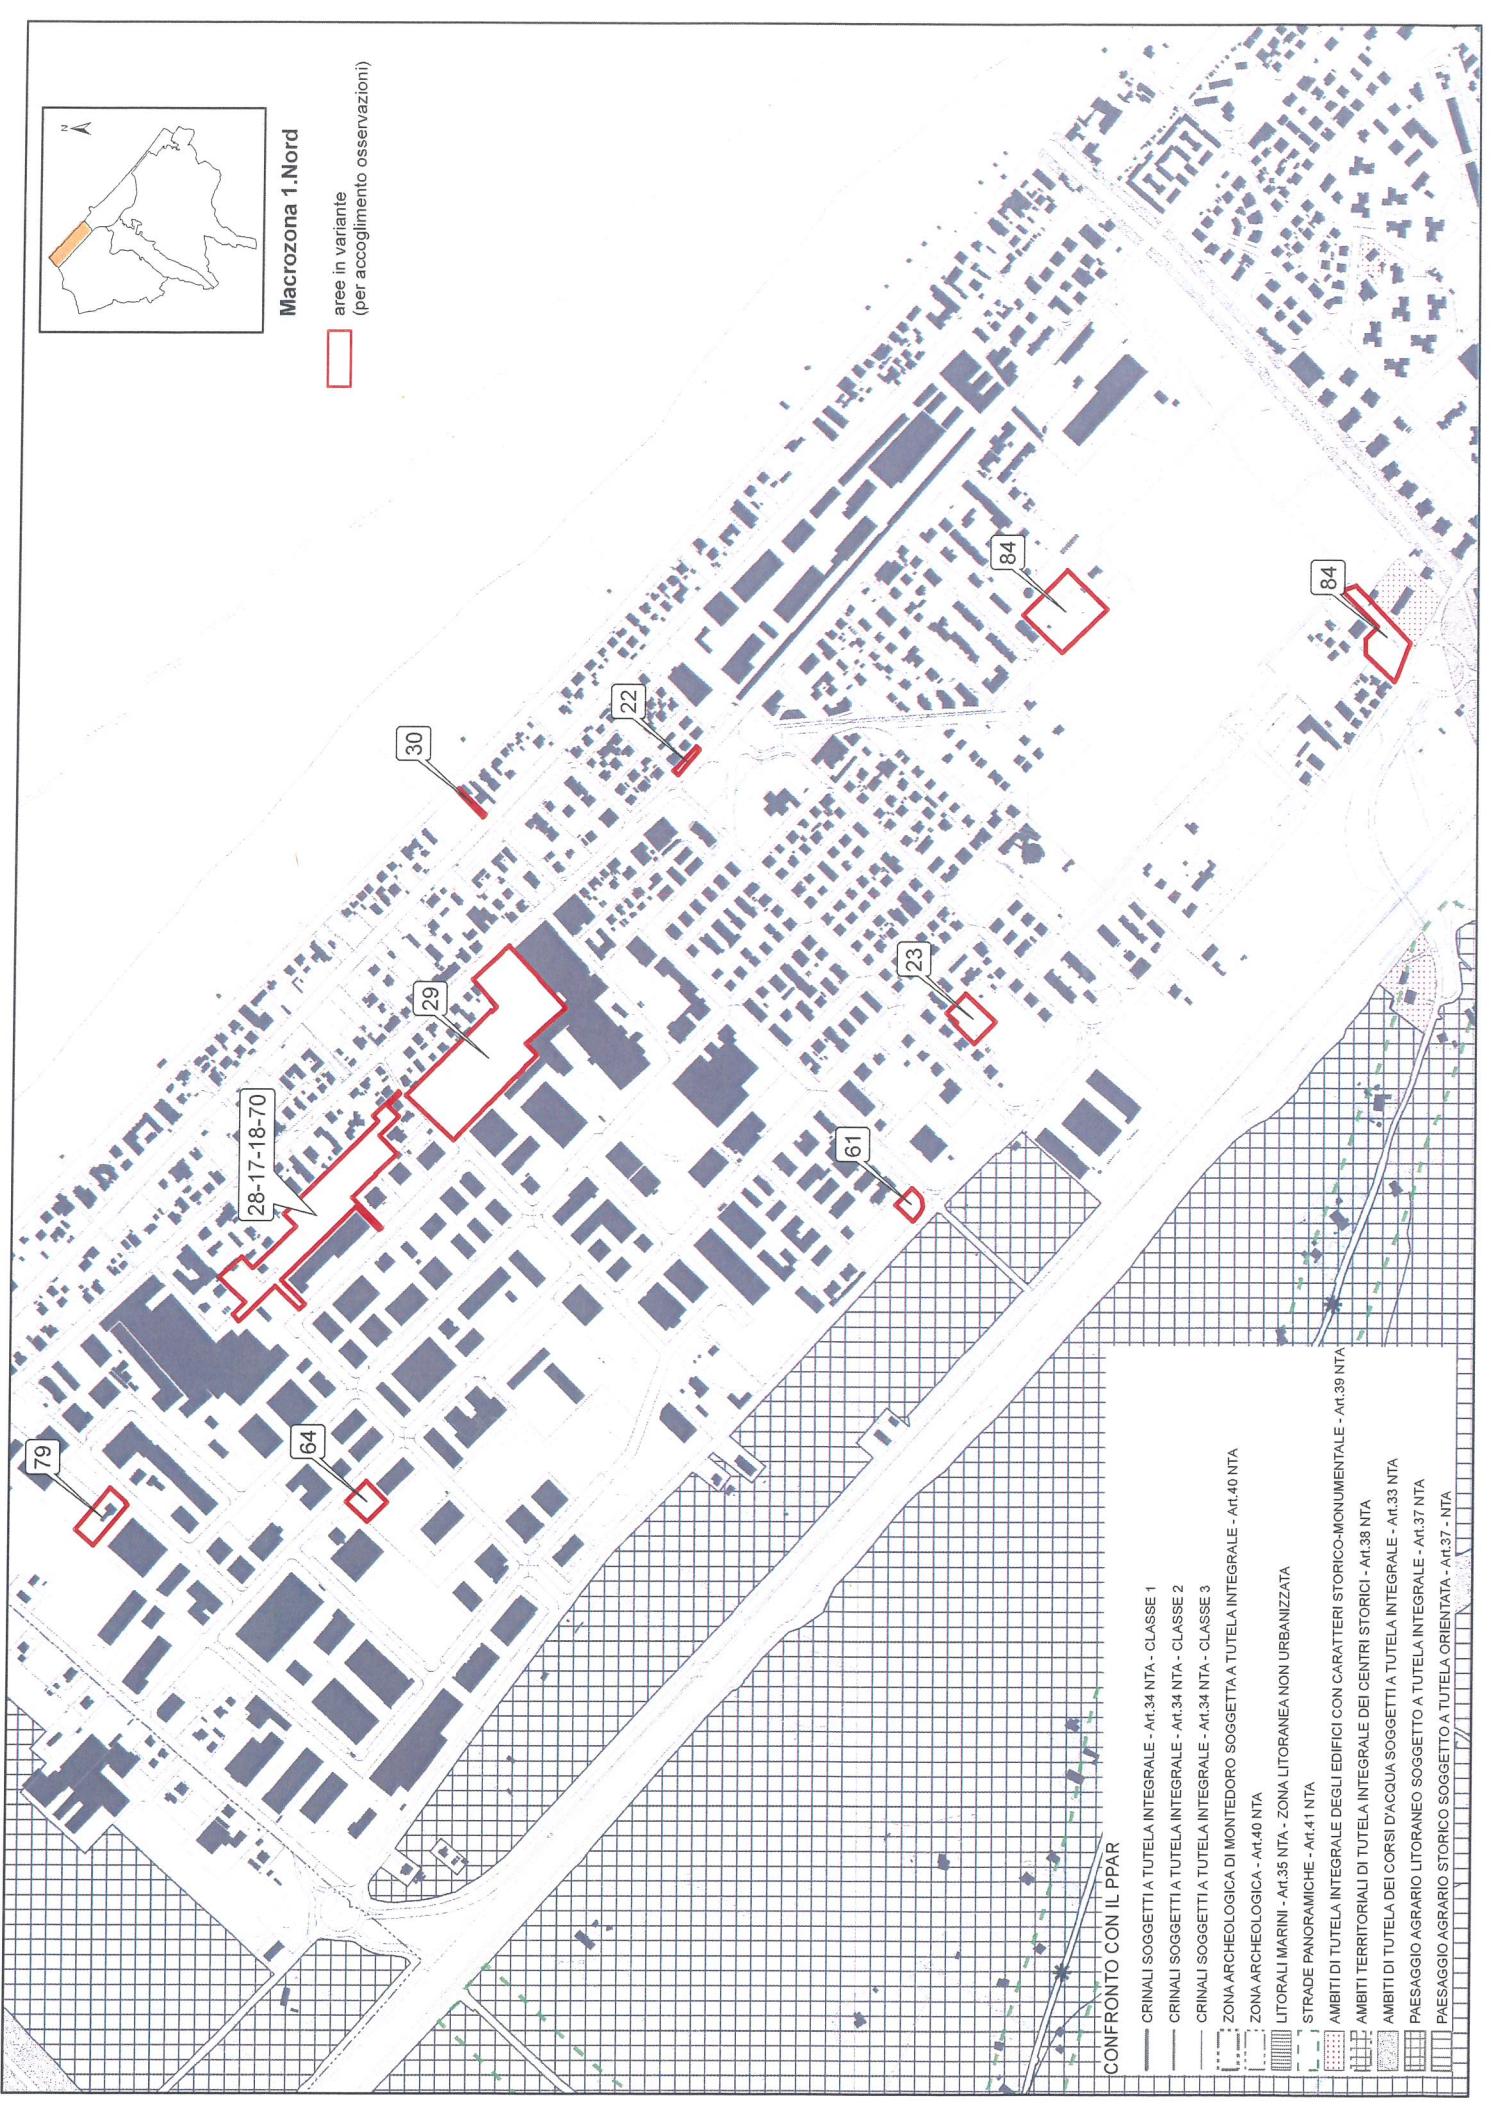 N
Macrozona 1.Nord
aree in variante
(per accoglimento osservazioni)
79
64
28-17-18-70
29
30
22
61
23
84
84
CONFRONTO CON IL PPAR
CRINALI SOGGETTI A TUTELA INTEGRALE - Art.34 NTA - CLASSE 1
CRINALI SOGGETTI A TUTELA INTEGRALE - Art.34 NTA - CLASSE 2
CRINALI SOGGETTI A TUTELA INTEGRALE - Art.34 NTA - CLASSE 3
ZONA ARCHEOLOGICA DI MONTEDORO SOGGETTA A TUTELA INTEGRALE - Art.40 NTA
ZONA ARCHEOLOGICA - Art.40 NTA
LITORALI MARINI - Art.35 NTA - ZONA LITORANEA NON URBANIZZATA
STRADE PANORAMICHE - Art.41 NTA
AMBITI DI TUTELA INTEGRALE DEGLI EDIFICI CON CARATTERI STORICO-MONUMENTALE - Art.39 NTA
AMBITI TERRITORIALI DI TUTELA INTEGRALE DEI CENTRI STORICI - Art.38 NTA
AMBITI DI TUTELA DEI CORSI D'ACQUA SOGGETTI A TUTELA INTEGRALE - Art.33 NTA
PAESAGGIO AGRARIO LITORANEO SOGGETTO A TUTELA INTEGRALE - Art.37 NTA
PAESAGGIO AGRARIO STORICO SOGGETTO A TUTELA ORIENTATA - Art.37 - NTA